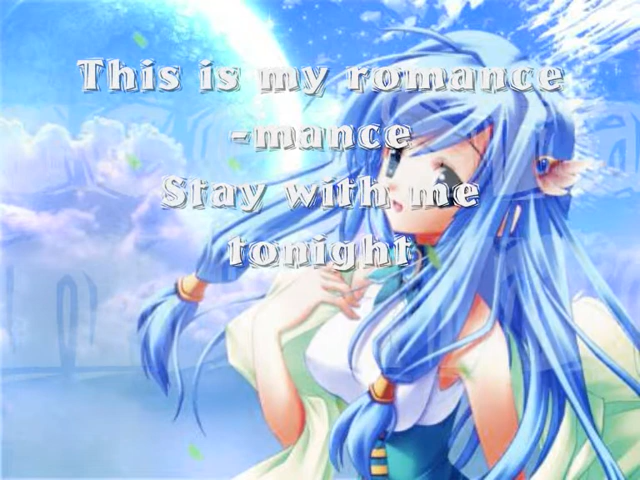 This is my romance
-mance
Stay with me
tonight